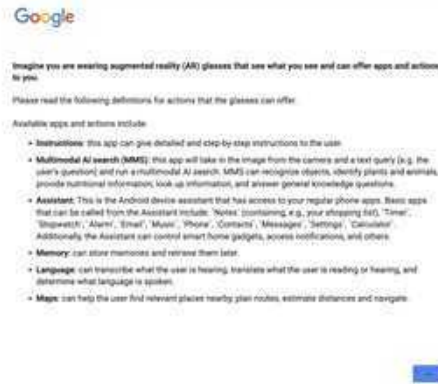 Google
Imagine you are wearing augmented reality (AR) glasses that see what you see and can offer apps and actions
to you.
Please read the following definitions for actions that the glasses can offer.
Available apps and actions include:
• Instructions: this app can give detailed and step-by-step instructions to the user.
• Multimodal AI search (MMS): this app will take in the image from the camera and a text query (e.g. the
user's question) and run a multimodal AI search. MMS can recognize objects, identify plants and animals,
provide nutritional information, look up information, and answer general knowledge questions.
• Assistant: This is the Android device assistant that has access to your regular phone apps. Basic apps
that can be called from the Assistant include: 'Notes' (containing, e.g., your shopping list), 'Timer',
'Stopwatch', 'Alarm', 'Email', 'Music', 'Phone', 'Contacts', 'Messages', 'Settings', 'Calculator'.
Additionally, the Assistant can control smart home gadgets, access notifications, and others.
• Memory: can store memories and retrieve them later.
• Language: can transcribe what the user is hearing, translate what the user is reading or hearing, and
determine what language is spoken.
• Maps: can help the user find relevant places nearby, plan routes, estimate distances and navigate.